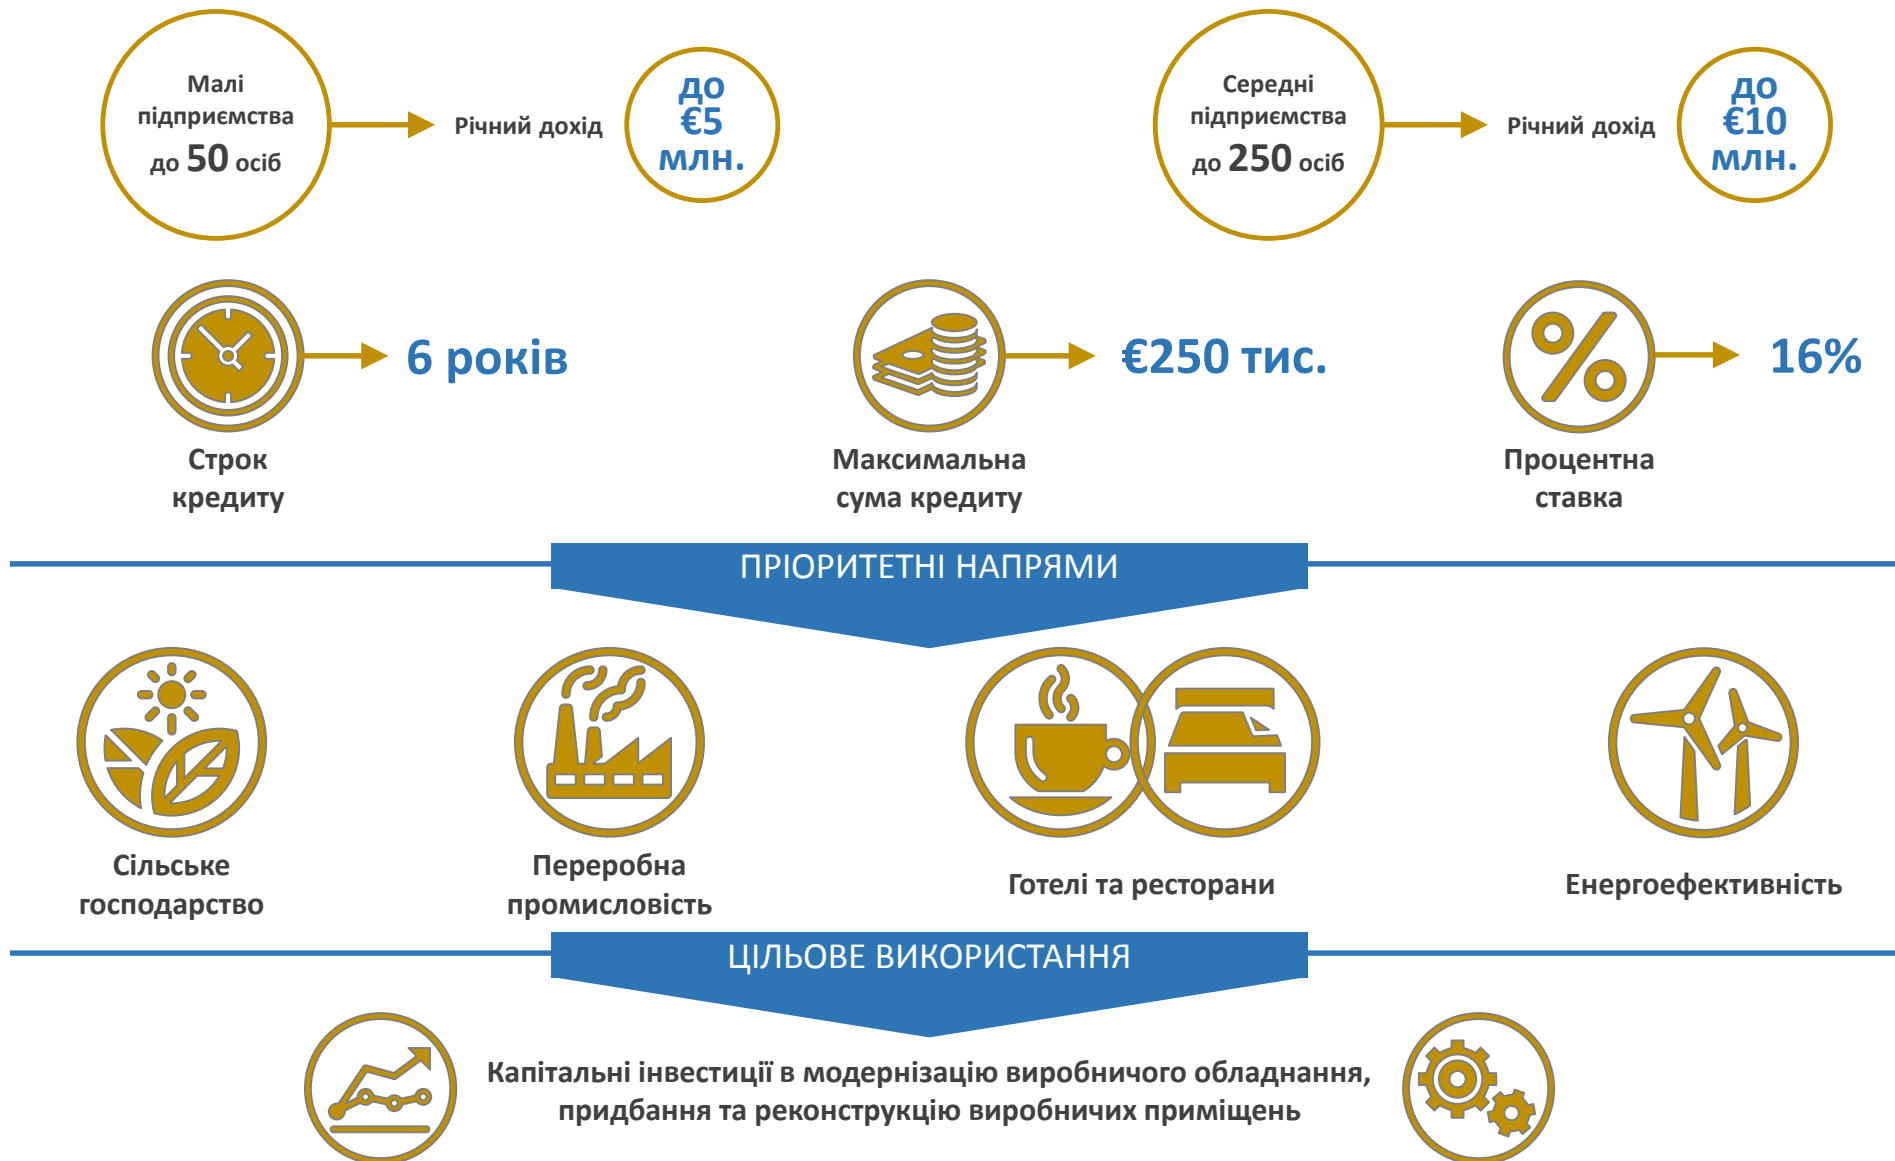 Малі
підприємства
до 50 осіб
Річний дохід
до
€5
млн.
Середні
підприємства
до 250 осіб
Річний дохід
до
€10
млн.
6 років
€250 тис.
16%
Строк
кредиту
Максимальна
сума кредиту
Процентна
ставка
ПРІОРИТЕТНІ НАПРЯМИ
Сільське
господарство
Переробна
промисловість
Готелі та ресторани
Енергоефективність
ЦІЛЬОВЕ ВИКОРИСТАННЯ
Капітальні інвестиції в модернізацію виробничого обладнання,
придбання та реконструкцію виробничих приміщень